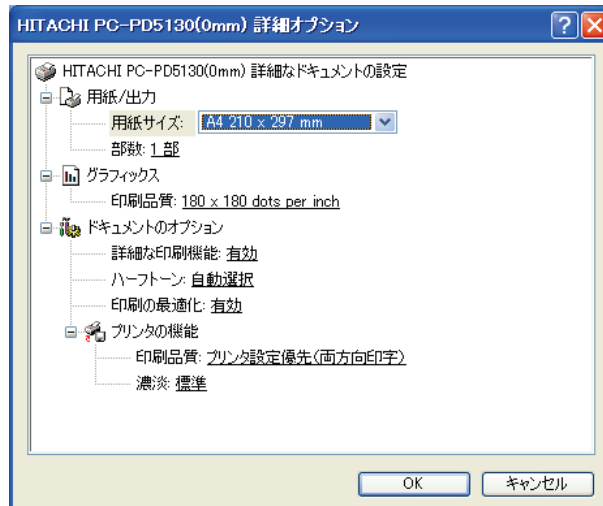 HITACHI PC-PD5130(0mm) 詳細オプション
HITACHI PC-PD5130(0mm) 詳細なドキュメントの設定
用紙/出力
用紙サイズ: A4 210 x 297 mm
部数: 1 部
グラフィックス
印刷品質: 180 x 180 dots per inch
ドキュメントのオプション
詳細な印刷機能: 有効
ハーフトーン: 自動選択
印刷の最適化: 有効
プリンタの機能
印刷品質: プリンタ設定優先(両方向印字)
濃淡: 標準
OK キャンセル